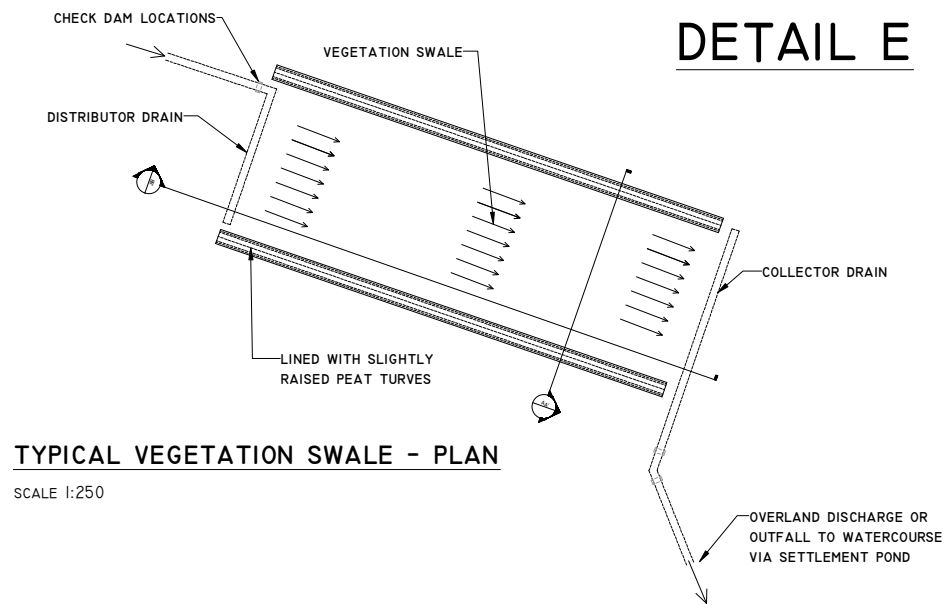 CHECK DAM LOCATIONS
DETAIL E
VEGETATION SWALE
DISTRIBUTOR DRAIN
COLLECTOR DRAIN
LINED WITH SLIGHTLY
RAISED PEAT TURVES
TYPICAL VEGETATION SWALE - PLAN
SCALE 1:250
OVERLAND DISCHARGE OR
OUTFALL TO WATERCOURSE
VIA SETTLEMENT POND